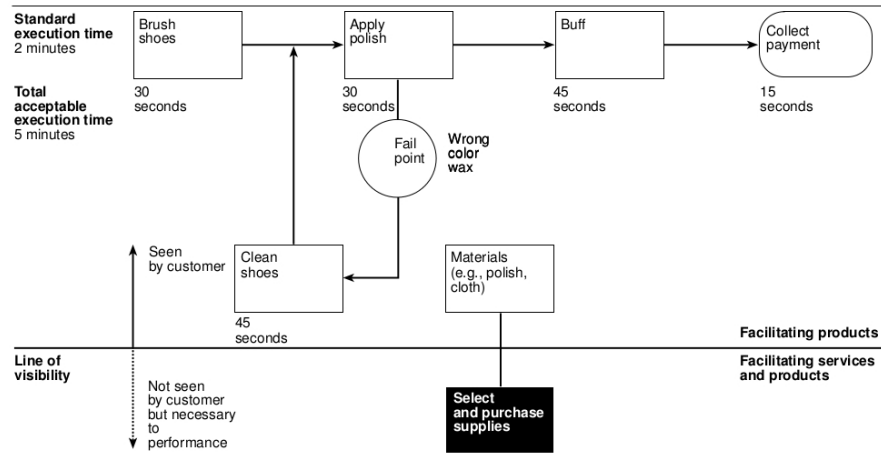 Standard
execution time
2 minutes
Brush
shoes
Apply
polish
Buff
Collect
payment
Total
acceptable
execution time
5 minutes
30
seconds
30
seconds
45
seconds
15
seconds
Fail
point
Wrong
color
wax
Seen
by customer
Clean
shoes
Materials
(e.g., polish,
cloth)
45
seconds
Facilitating products
Line of
visibility
Facilitating services
and products
Not seen
by customer
but necessary
to
performance
Select
and purchase
supplies